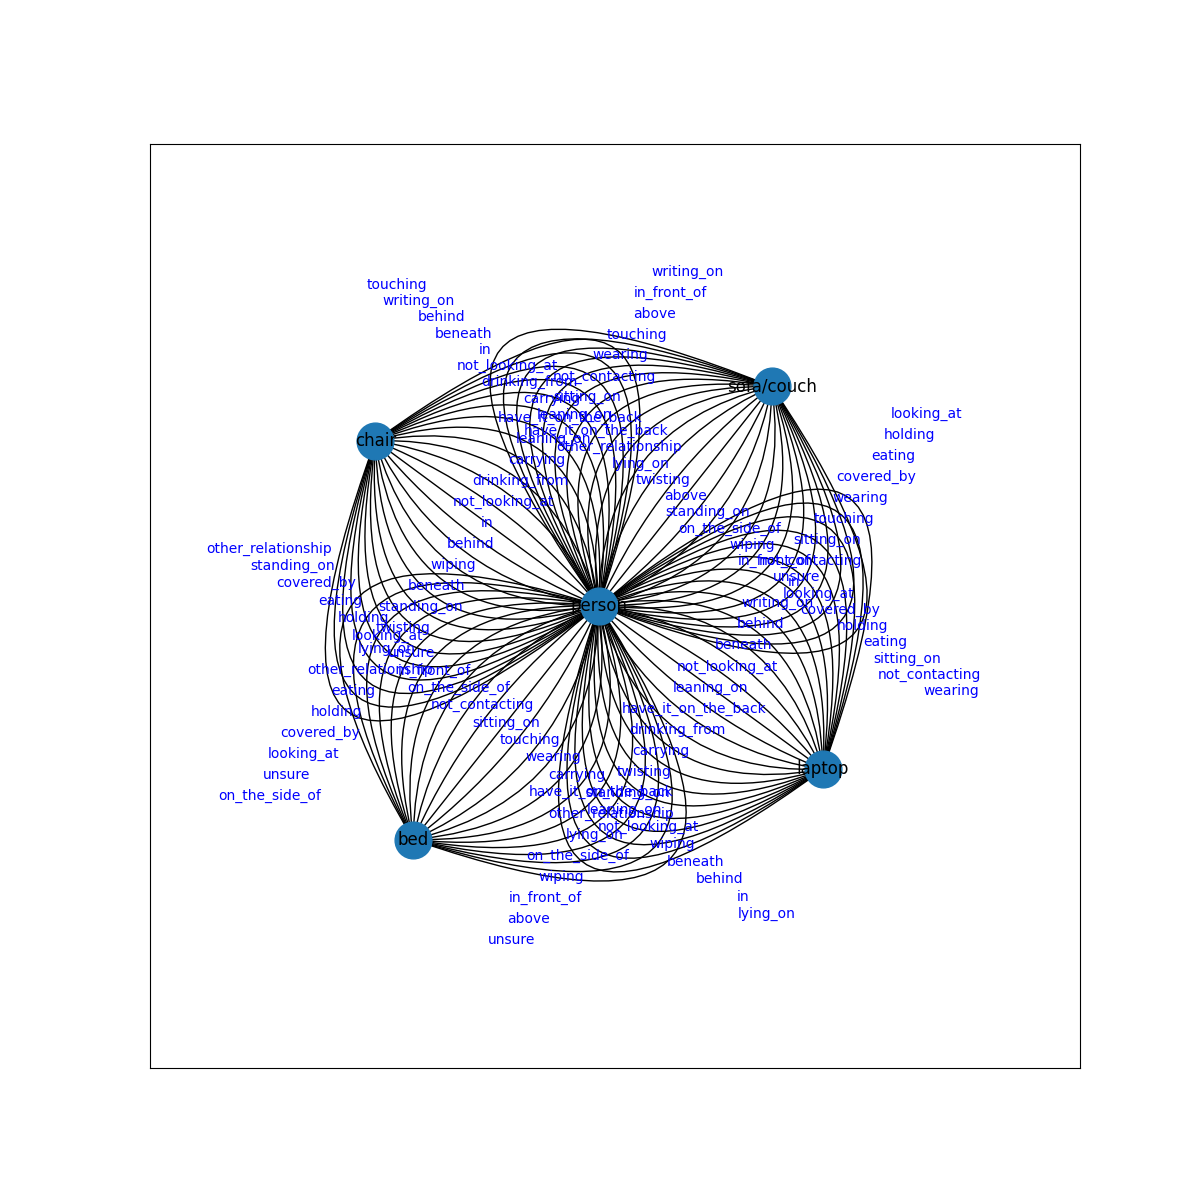 writing_on
touching
in_front_of
writing_on
above
behind
beneath
touching
in
wearing
not_looking_at
not_contacting
drinking_from
sofa/couch
sitting_on
carrying
looking_at
leaning_on
have_it_on_the_back
have_it_on_the_back
holding
chair
leaning_on
other_relationship
eating
carrying
lying_on
covered_by
drinking_from
twisting
above
wearing
not_looking_at
standing_on
touching
in
on_the_side_of
sitting_on
behind
wiping
other_relationship
in_front_of
not_contacting
standing_on
wiping
unsure
covered_by
in
beneath
looking_at
eating
standing_on
person
writing_on
covered_by
holding
twisting
behind
holding
looking_at
eating
lying_on
unsure
beneath
sitting_on
other_relationship
in_front_of
not_looking_at
not_contacting
eating
on_the_side_of
leaning_on
wearing
holding
not_contacting
have_it_on_the_back
covered_by
sitting_on
drinking_from
touching
looking_at
wearing
carrying
unsure
carrying
twisting
laptop
on_the_side_of
have_it_on_the_back
standing_on
leaning_on
other_relationship
not_looking_at
bed
lying_on
wiping
on_the_side_of
beneath
wiping
behind
in_front_of
in
above
lying_on
unsure